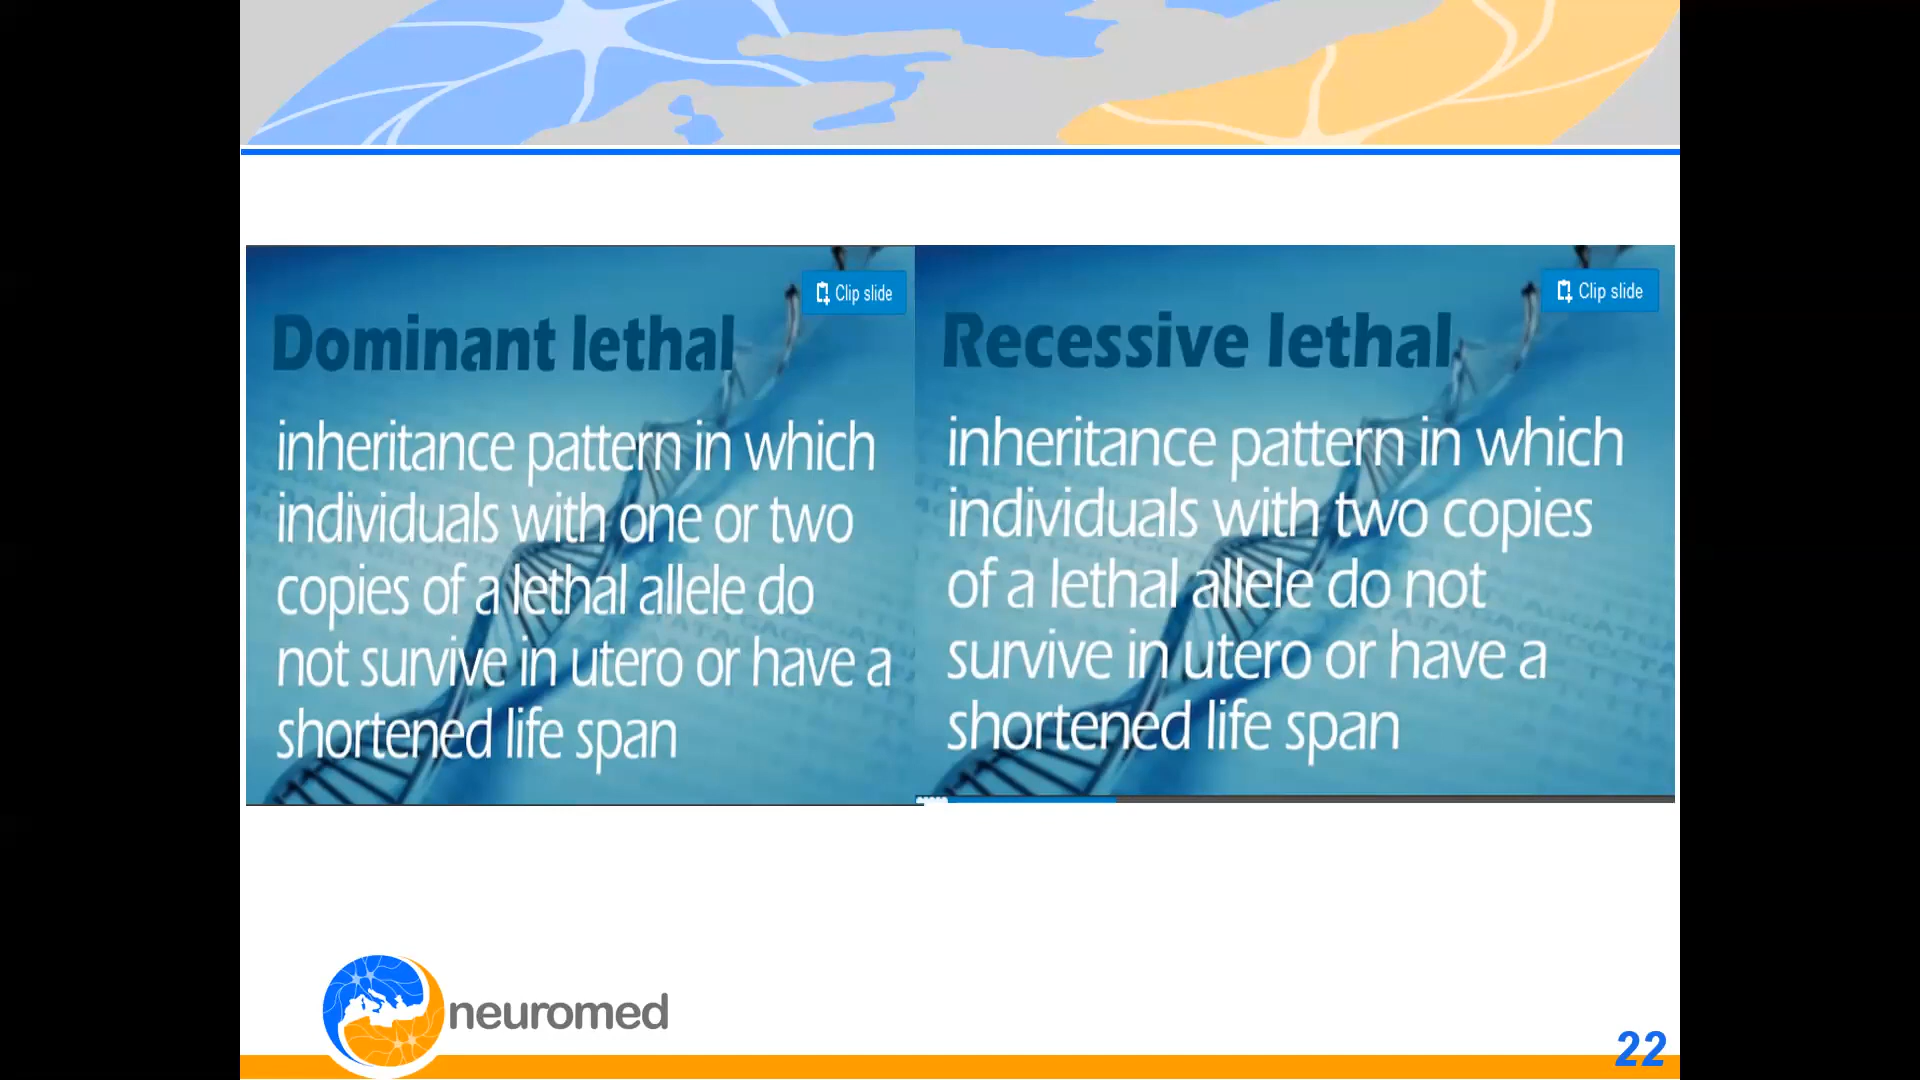 Clip slide
Dominant lethal
inheritance pattern in which
individuals with one or two
copies of a lethal allele do
not survive in utero or have a
shortened life span
Clip slide
Recessive lethal
inheritance pattern in which
individuals with two copies
of a lethal allele do not
survive in utero or have a
shortened life span
neuromed
22